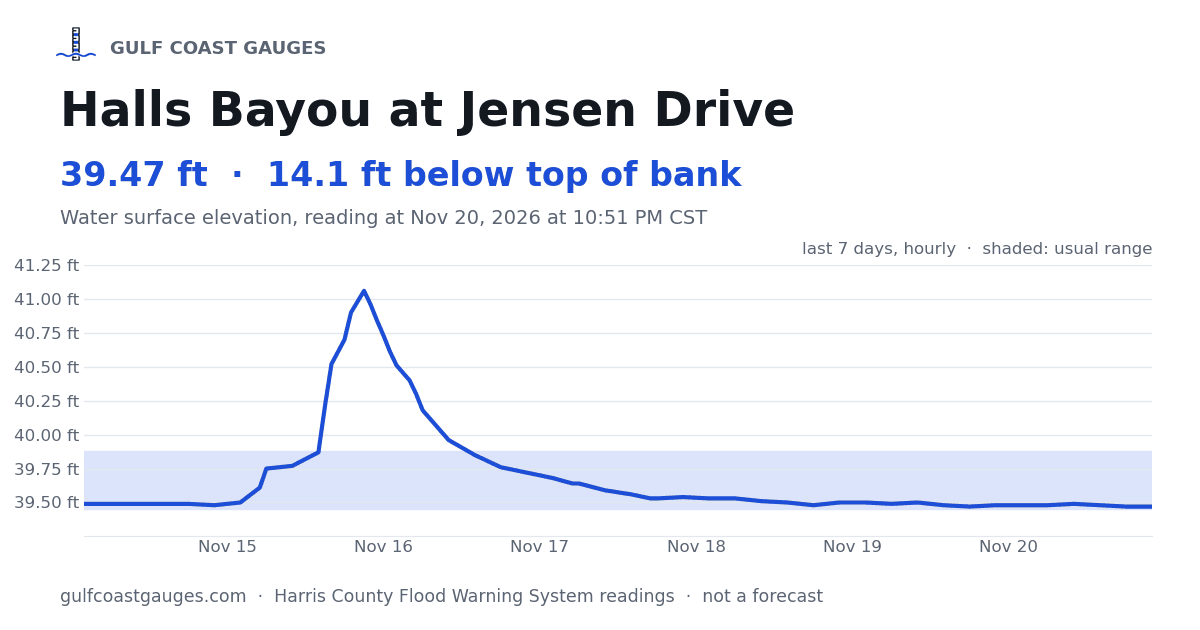 GULF COAST GAUGES
Halls Bayou at Jensen Drive
39.47 ft · 14.1 ft below top of bank
Water surface elevation, reading at Nov 20, 2026 at 10:51 PM CST
last 7 days, hourly · shaded: usual range
41.25 ft
41.00 ft
40.75 ft
40.50 ft
40.25 ft
40.00 ft
39.75 ft
39.50 ft
Nov 15 Nov 16 Nov 17 Nov 18 Nov 19 Nov 20
gulfcoastgauges.com · Harris County Flood Warning System readings · not a forecast